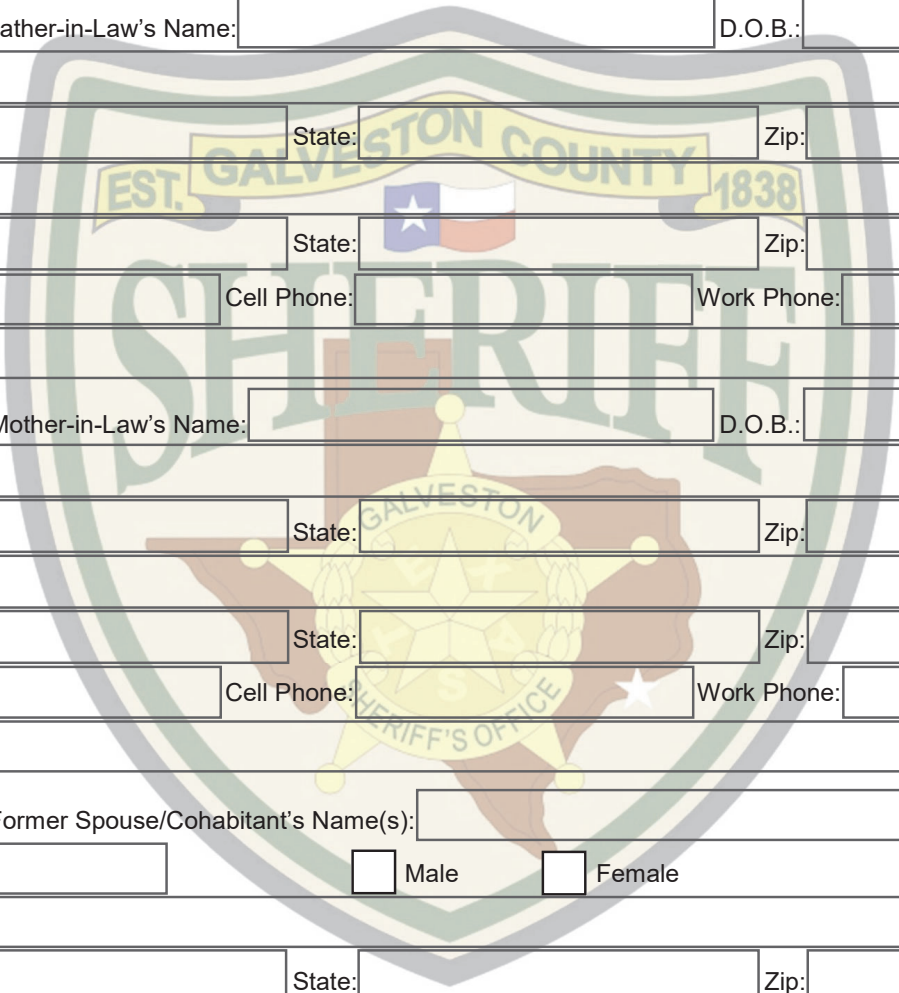 ather-in-Law’s Name: D.O.B.:
State: Zip:
GALVESTON COUNTY
EST. 1838
State: Zip:
SHERIFF
Cell Phone: Work Phone:
Mother-in-Law’s Name: D.O.B.:
GALVESTON
State: Zip:
TEXAS
State: Zip:
Cell Phone: Work Phone:
SHERIFF'S OFFICE
Former Spouse/Cohabitant’s Name(s):
Male Female
State: Zip: